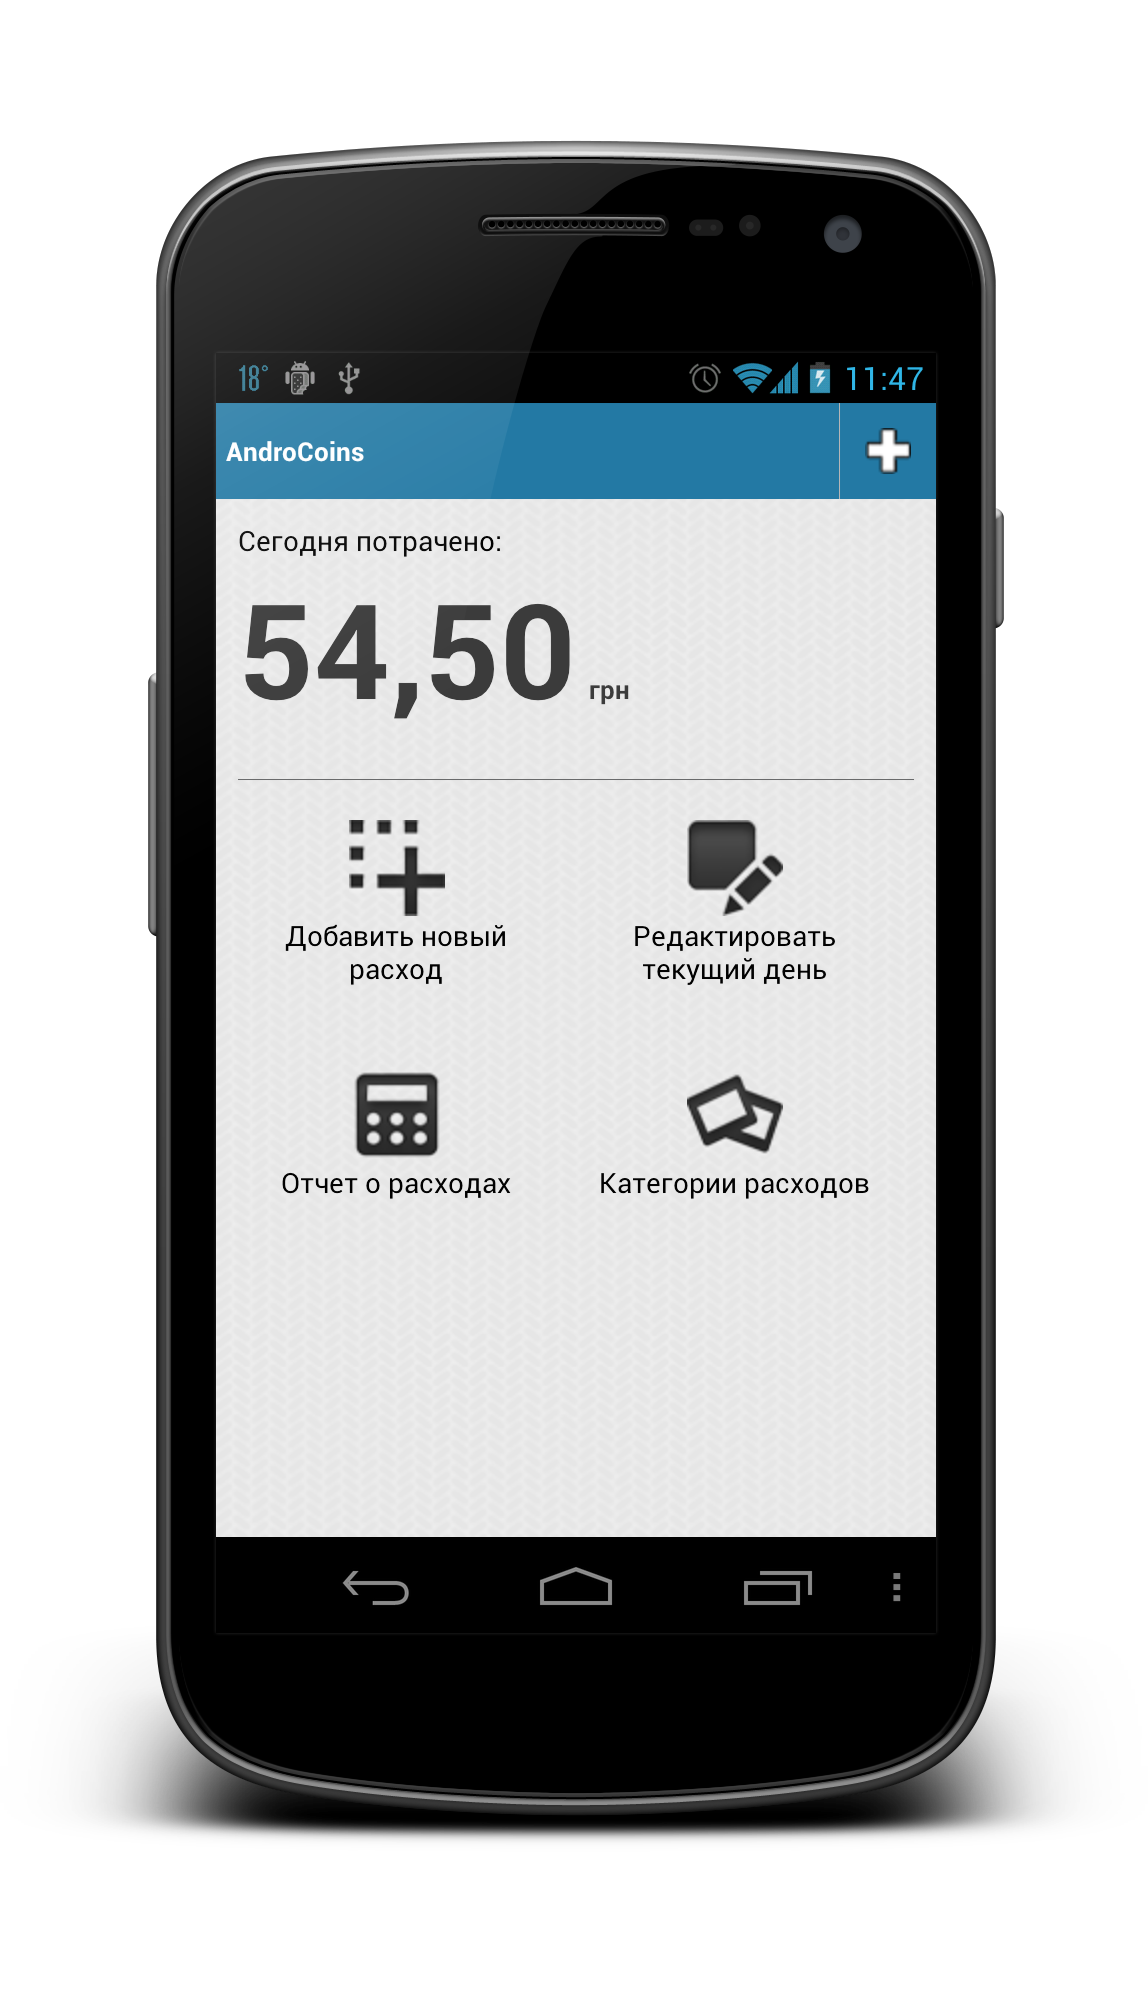 18° 11:47
AndroCoins
Сегодня потрачено:
54,50 грн
Добавить новый
расход
Редактировать
текущий день
Отчет о расходах
Категории расходов